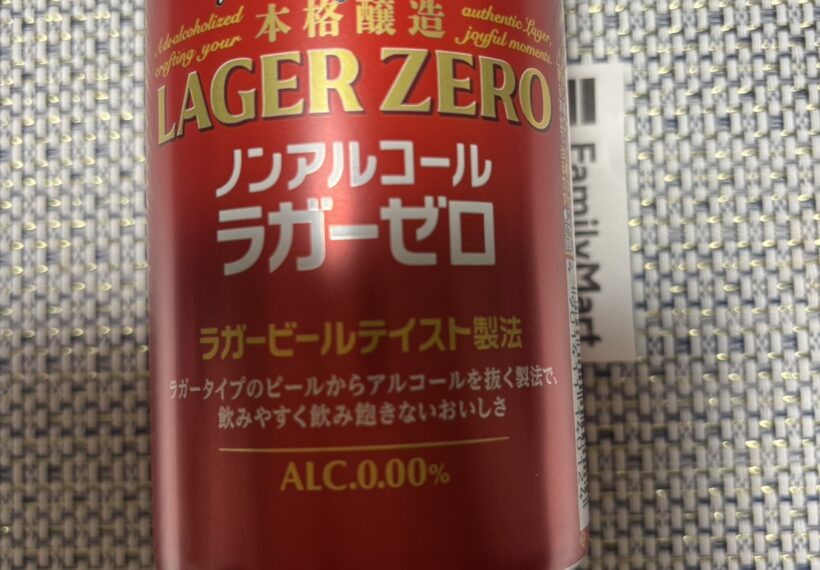 Adealcoholized
crafting your
本格醸造
authentic Lager,
joyful moments.
LAGER ZERO
ノンアルコール
ラガーゼロ
ラガービールテイスト製法
ラガータイプのビールからアルコールを抜く製法で、
飲みやすく飲み飽きないおいしさ
ALC.0.00%
FamilyMart